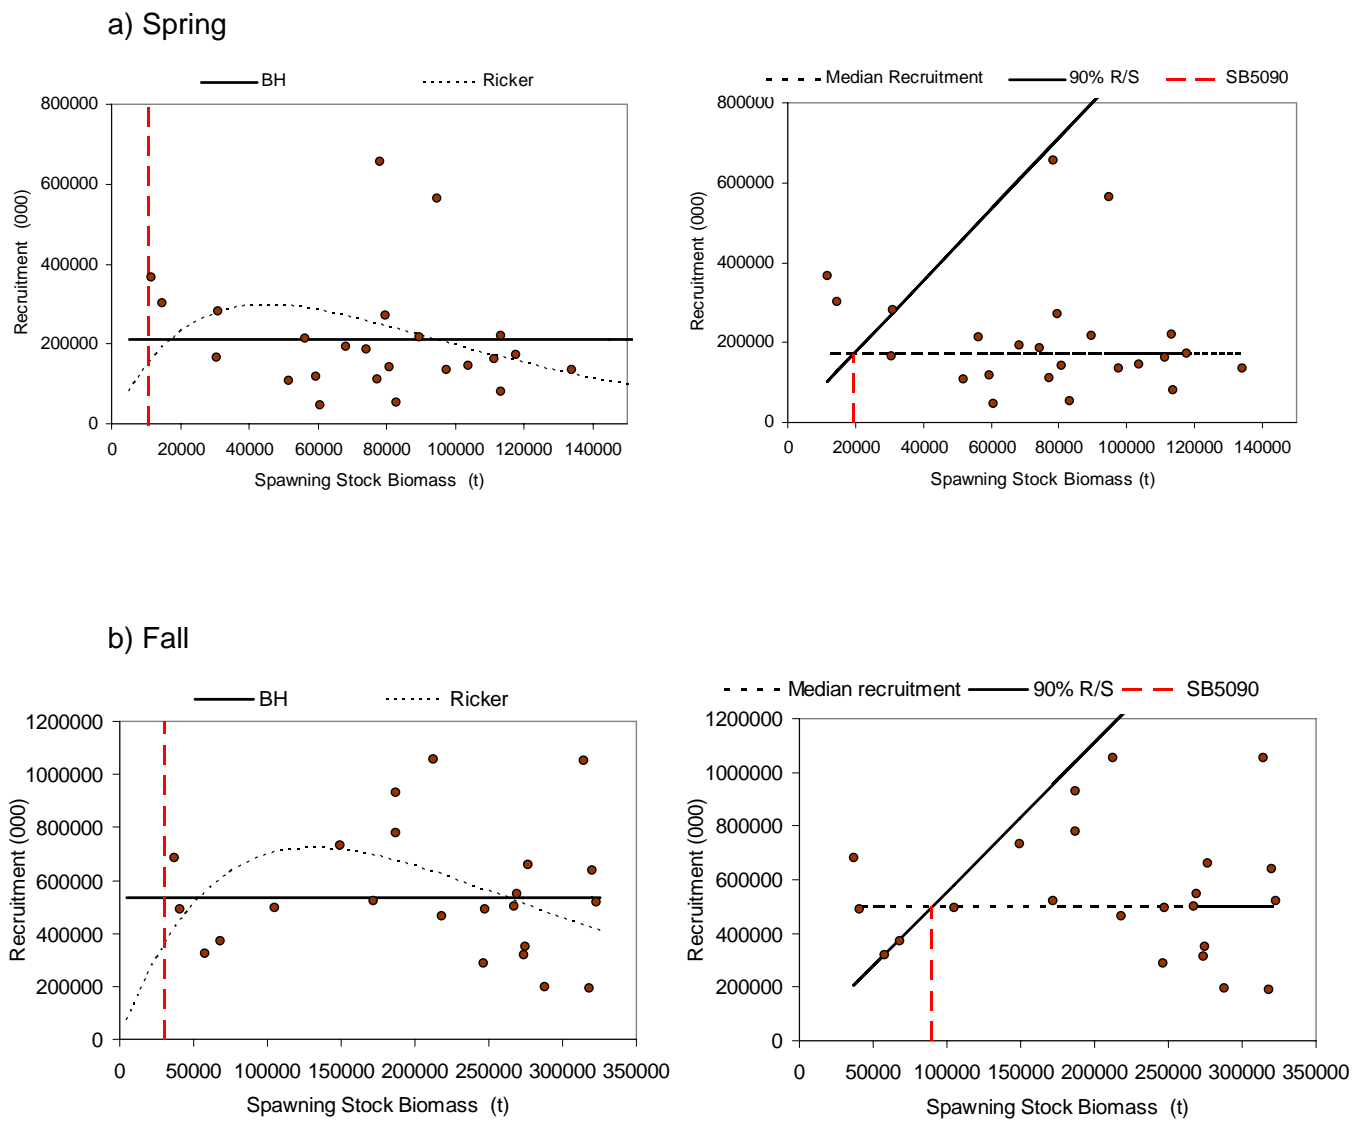 a) Spring
BH Ricker
800000
600000
400000
200000
0
Recruitment (000)
0 20000 40000 60000 80000 100000 120000 140000
Spawning Stock Biomass (t)
Median Recruitment 90% R/S SB5090
800000
600000
400000
200000
0
Recruitment (000)
0 20000 40000 60000 80000 100000 120000 140000
Spawning Stock Biomass (t)
b) Fall
BH Ricker
1200000
1000000
800000
600000
400000
200000
0
Recruitment (000)
0 50000 100000 150000 200000 250000 300000 350000
Spawning Stock Biomass (t)
Median recruitment 90% R/S SB5090
1200000
1000000
800000
600000
400000
200000
0
Recruitment (000)
0 50000 100000 150000 200000 250000 300000 350000
Spawning Stock Biomass (t)